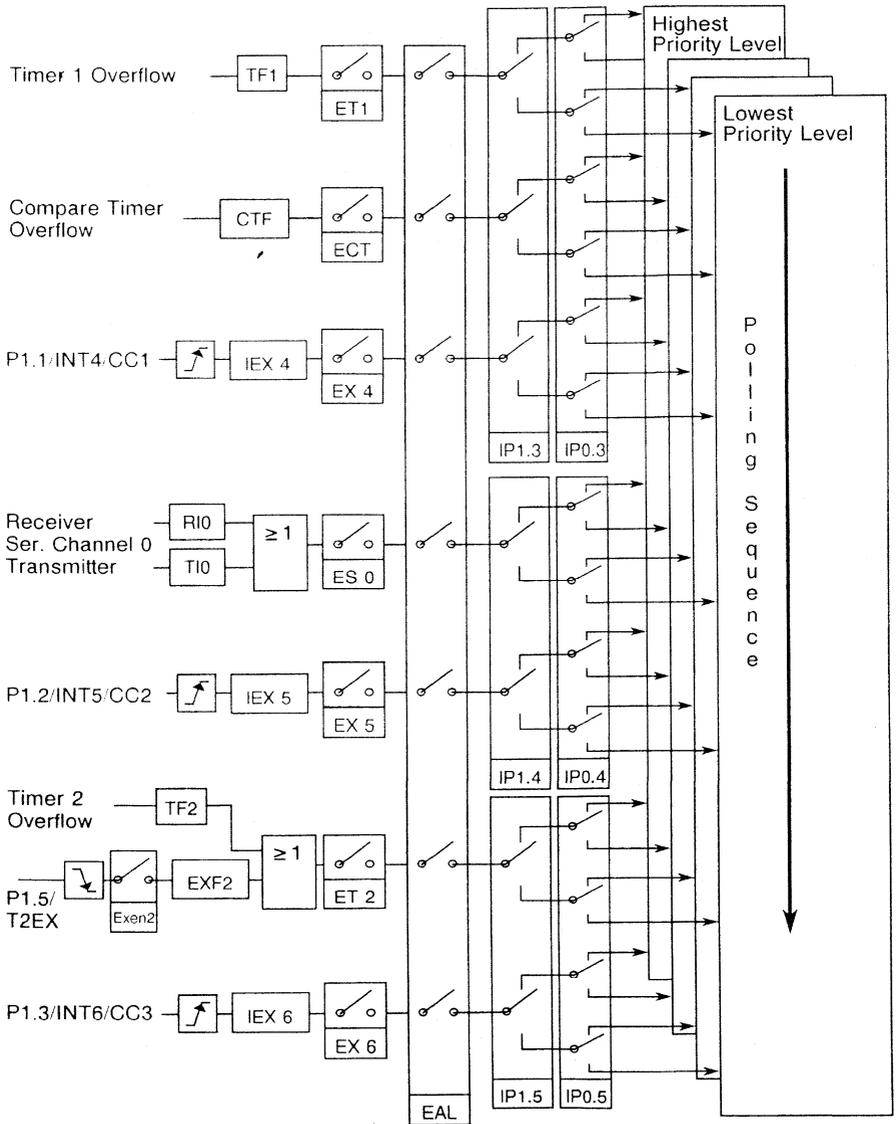 Highest
Priority Level
Lowest
Priority Level
Timer 1 Overflow
TF1
ET1
Compare Timer
Overflow
CTF
ECT
P1.1/INT4/CC1
IEX 4
EX 4
IP1.3
IP0.3
Polling Sequence
Receiver
Ser. Channel 0
Transmitter
RI0
TI0
≥ 1
ES 0
P1.2/INT5/CC2
IEX 5
EX 5
IP1.4
IP0.4
Timer 2
Overflow
TF2
≥ 1
P1.5/
T2EX
Exen2
EXF2
ET 2
P1.3/INT6/CC3
IEX 6
EX 6
IP1.5
IP0.5
EAL